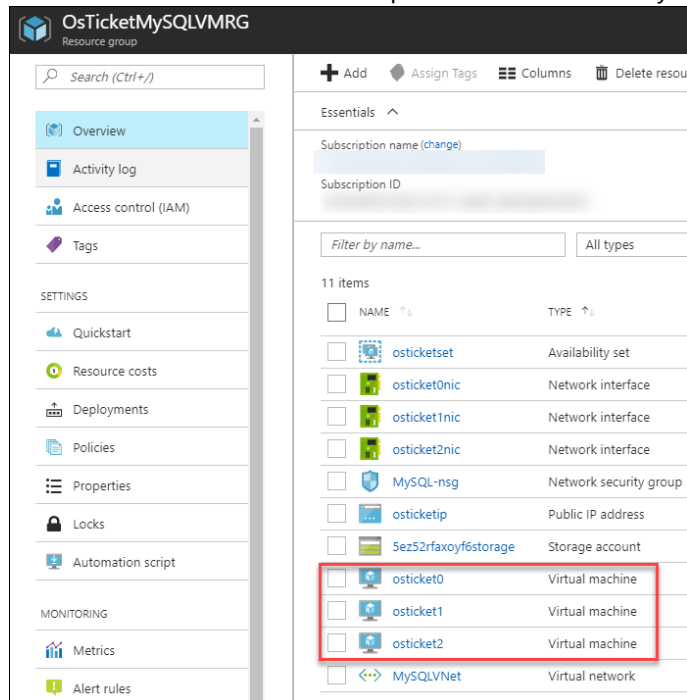 OsTicketMySQLVMRG
Resource group
Search (Ctrl+/)
Overview
Activity log
Access control (IAM)
Tags
SETTINGS
Quickstart
Resource costs
Deployments
Policies
Properties
Locks
Automation script
MONITORING
Metrics
Alert rules
Add Assign Tags Columns Delete resou
Essentials
Subscription name (change)
Subscription ID
Filter by name... All types
11 items
NAME TYPE
osticketset Availability set
osticket0nic Network interface
osticket1nic Network interface
osticket2nic Network interface
MySQL-nsg Network security group
osticketip Public IP address
5ez52rfaxoyf6storage Storage account
osticket0 Virtual machine
osticket1 Virtual machine
osticket2 Virtual machine
MySQLVNet Virtual network